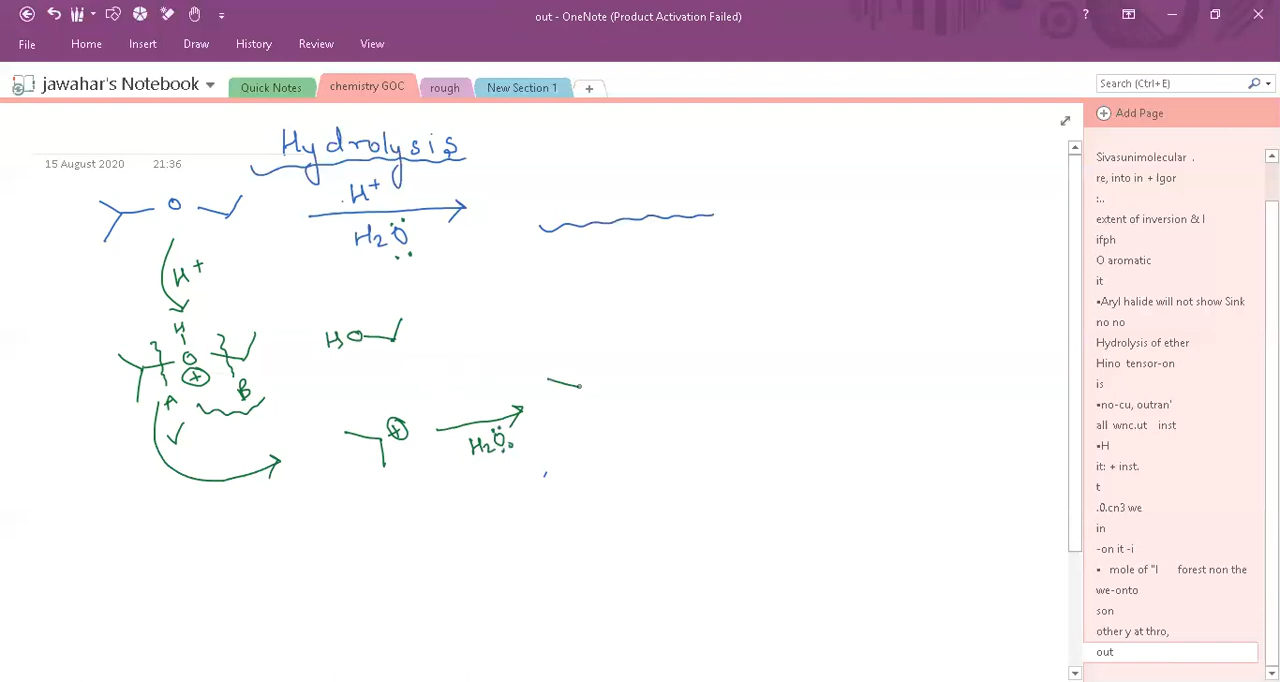 out - OneNote (Product Activation Failed)
?
File Home Insert Draw History Review View
jawahar's Notebook
Quick Notes chemistry GOC rough New Section 1 +
Search (Ctrl+E)
Add Page
15 August 2020 21:36
Hydrolysis
O
H+
H2O
H+
H
O
+
A
B
HO
+
H2O
Sivasunimolecular .
re, into in + Igor
:..
extent of inversion & l
ifph
O aromatic
it
•Aryl halide will not show Sink
no no
Hydrolysis of ether
Hino tensor-on
is
•no-cu, outran'
all wnc.ut inst
•H
it: + inst.
t
.0.cn3 we
in
-on it -i
• mole of "I forest non the
we-onto
son
other y at thro,
out